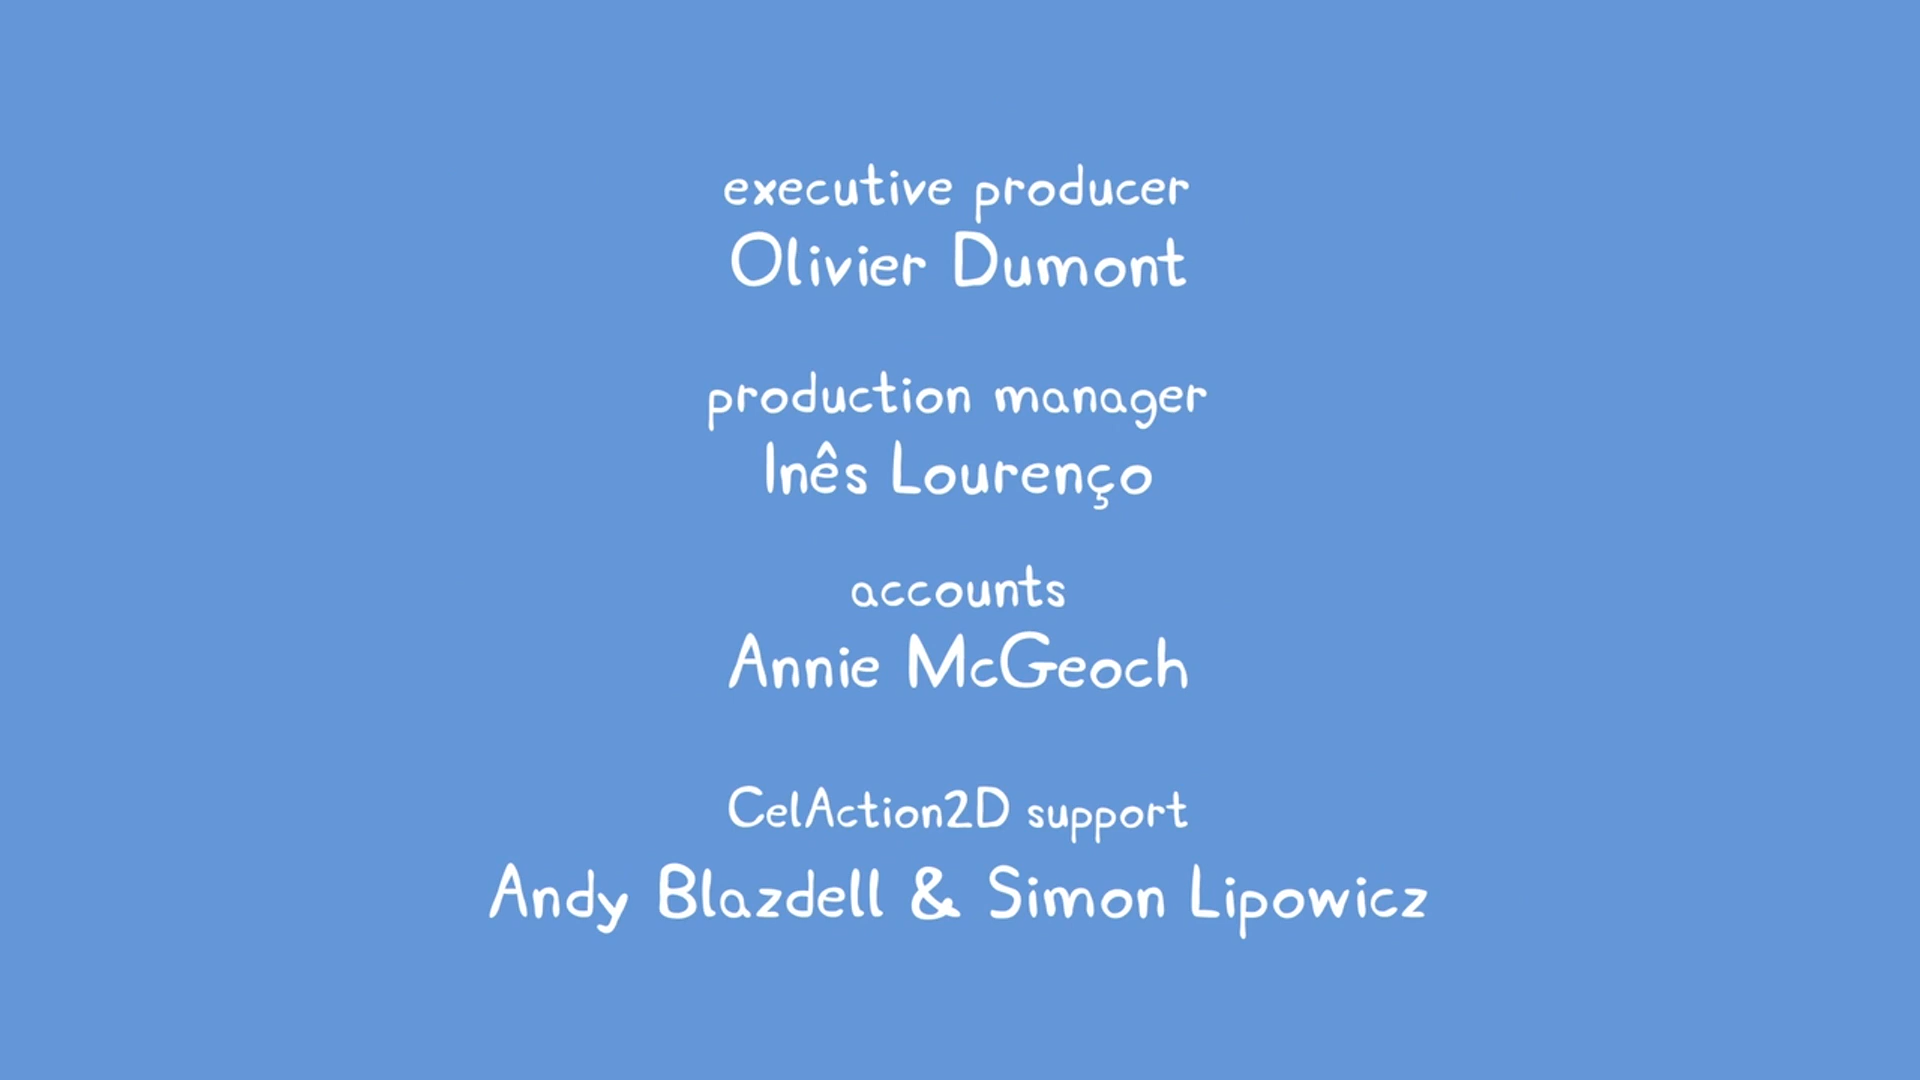 executive producer
Olivier Dumont
production manager
Inês Lourenço
accounts
Annie McGeoch
CelAction2D support
Andy Blazdell & Simon Lipowicz